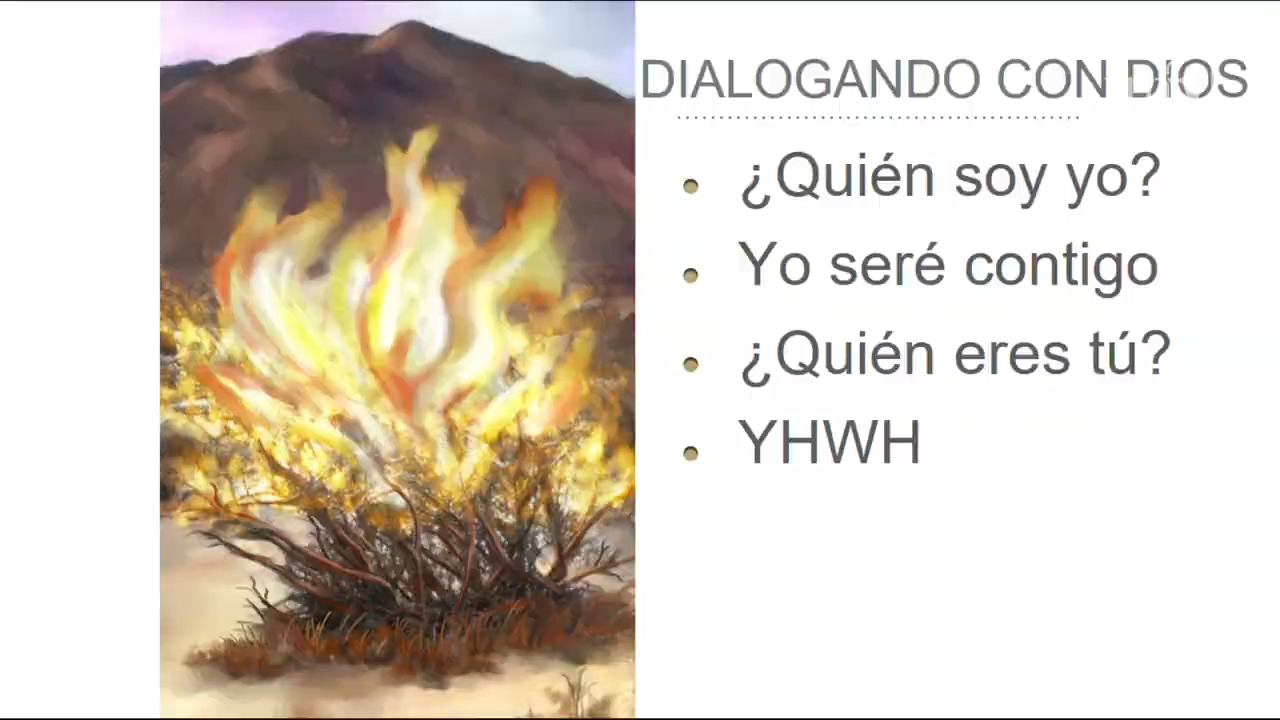 DIALOGANDO CON DIOS
¿Quién soy yo?
Yo seré contigo
¿Quién eres tú?
YHWH